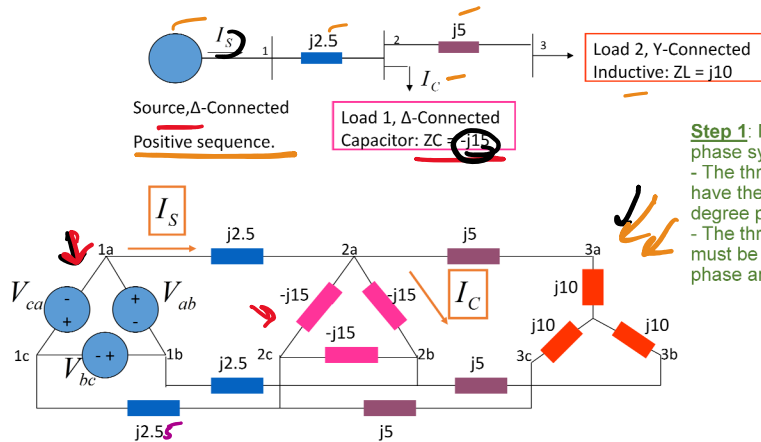 I_S
j2.5
j5
1
2
3
I_C
Load 2, Y-Connected
Inductive: ZL = j10
Source,Δ-Connected
Positive sequence.
Load 1, Δ-Connected
Capacitor: ZC = -j15
Step 1:
phase sy
- The thr
have the
degree p
- The thr
must be
phase ar
I_S
1a
j2.5
2a
j5
3a
V_ca
- +
+ -
V_ab
-j15
-j15
I_C
j10
-j15
j10
j10
1c
- +
V_bc
1b
2c
2b
3c
3b
j2.5
j5
j2.5
j5